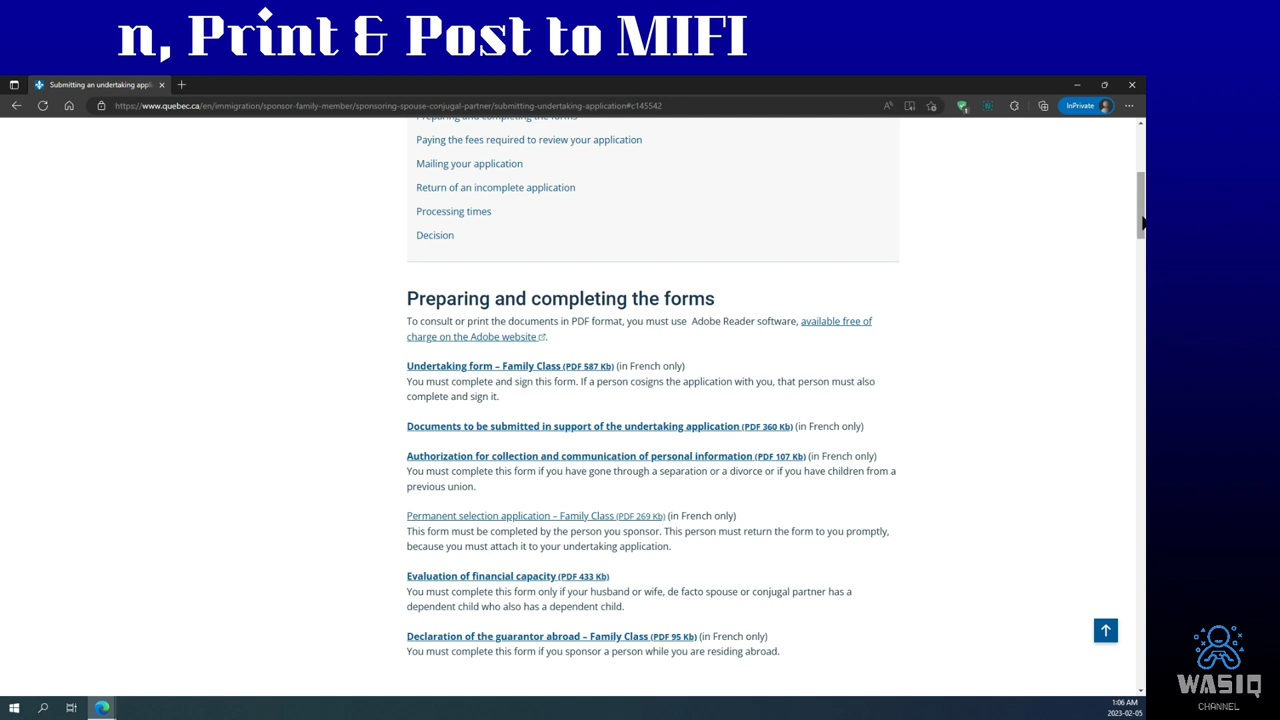 n, Print & Post to MIFI
Submitting an undertaking appli
https://www.quebec.ca/en/immigration/sponsor-family-member/sponsoring-spouse-conjugal-partner/submitting-undertaking-application#c145542
InPrivate
Preparing and completing the forms
Paying the fees required to review your application
Mailing your application
Return of an incomplete application
Processing times
Decision
Preparing and completing the forms
To consult or print the documents in PDF format, you must use Adobe Reader software, available free of
charge on the Adobe website.
Undertaking form – Family Class (PDF 587 Kb) (in French only)
You must complete and sign this form. If a person cosigns the application with you, that person must also
complete and sign it.
Documents to be submitted in support of the undertaking application (PDF 360 Kb) (in French only)
Authorization for collection and communication of personal information (PDF 107 Kb) (in French only)
You must complete this form if you have gone through a separation or a divorce or if you have children from a
previous union.
Permanent selection application – Family Class (PDF 269 Kb) (in French only)
This form must be completed by the person you sponsor. This person must return the form to you promptly,
because you must attach it to your undertaking application.
Evaluation of financial capacity (PDF 433 Kb)
You must complete this form only if your husband or wife, de facto spouse or conjugal partner has a
dependent child who also has a dependent child.
Declaration of the guarantor abroad – Family Class (PDF 95 Kb) (in French only)
You must complete this form if you sponsor a person while you are residing abroad.
WASIQ
CHANNEL
1:06 AM
2023-02-05